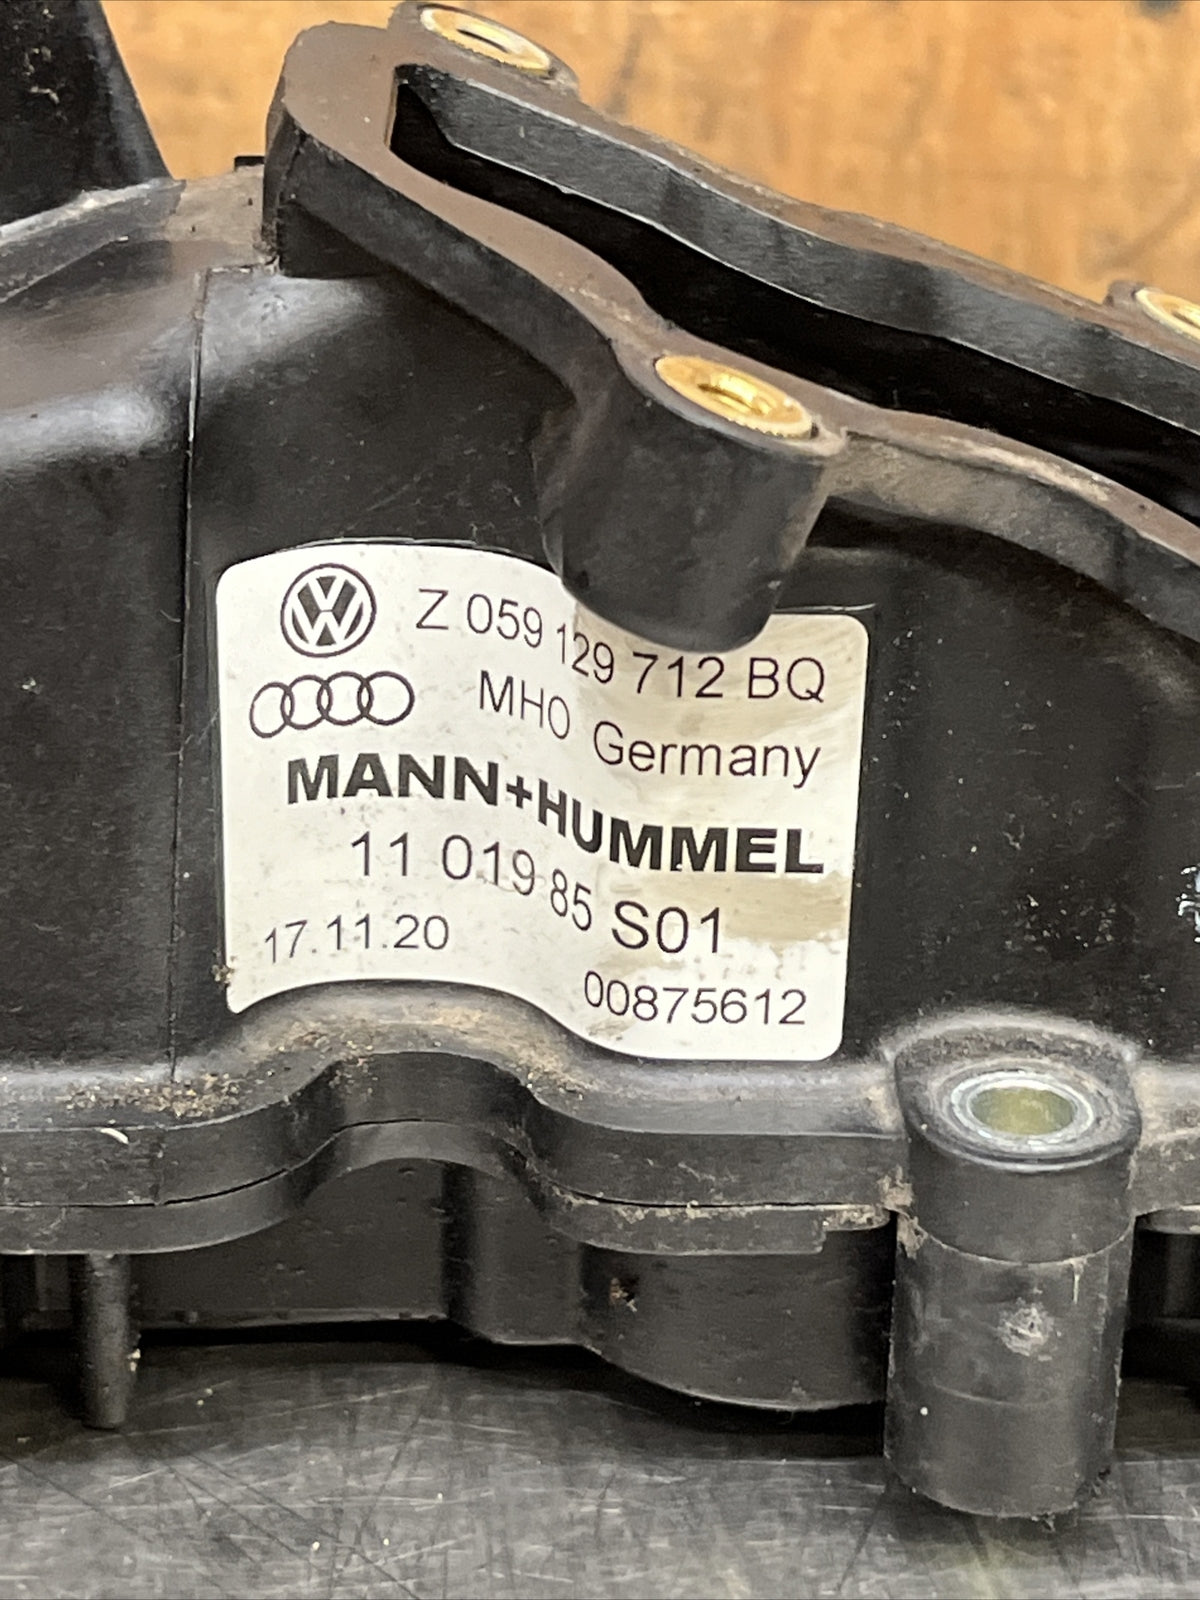 Z 059 129 712 BQ
MH0 Germany
MANN+HUMMEL
11 019 85 S01
17.11.20
00875612